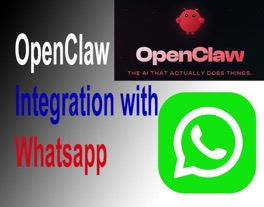 OpenClaw
Integration with
Whatsapp
OpenClaw
THE AI THAT ACTUALLY DOES THINGS.